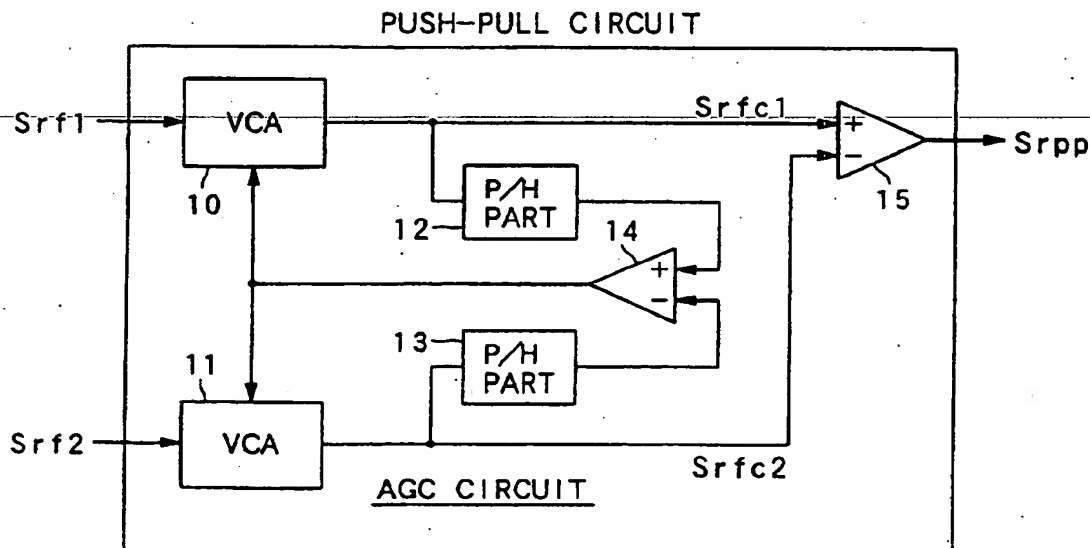 PUSH-PULL CIRCUIT
Srf1
VCA
10
Srfc1
+
-
15
Srpp
P/H
PART
12
14
+
-
13
P/H
PART
11
Srf2
VCA
Srfc2
AGC CIRCUIT